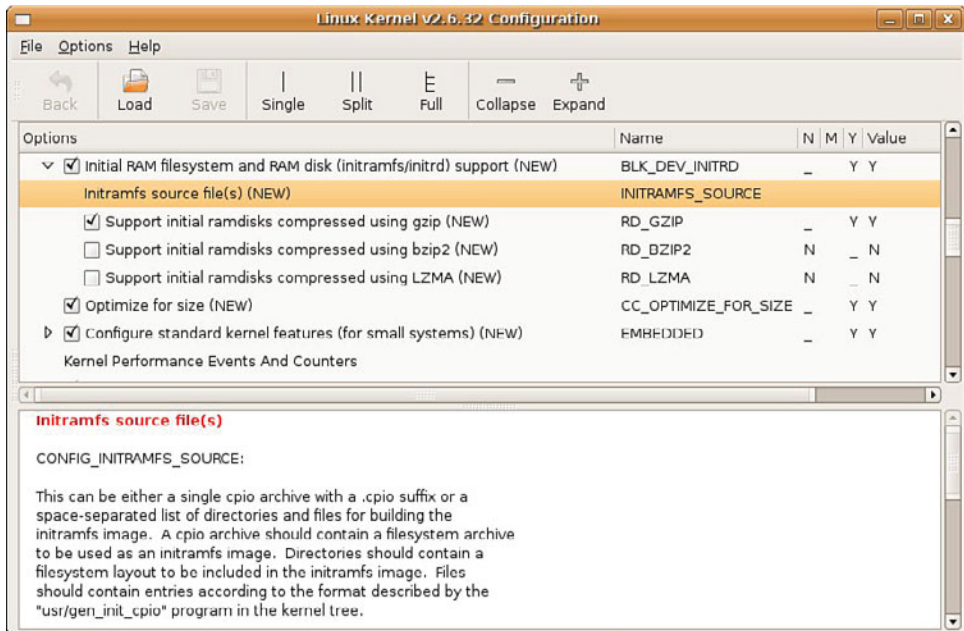 Linux Kernel v2.6.32 Configuration
File Options Help
Back Load Save Single Split Full Collapse Expand
Options Name N M Y Value
Initial RAM filesystem and RAM disk (initramfs/initrd) support (NEW) BLK_DEV_INITRD _ Y Y
Initramfs source file(s) (NEW) INITRAMFS_SOURCE
Support initial ramdisks compressed using gzip (NEW) RD_GZIP _ Y Y
Support initial ramdisks compressed using bzip2 (NEW) RD_BZIP2 N _ N
Support initial ramdisks compressed using LZMA (NEW) RD_LZMA N _ N
Optimize for size (NEW) CC_OPTIMIZE_FOR_SIZE _ Y Y
Configure standard kernel features (for small systems) (NEW) EMBEDDED _ Y Y
Kernel Performance Events And Counters
Initramfs source file(s)
CONFIG_INITRAMFS_SOURCE:
This can be either a single cpio archive with a .cpio suffix or a
space-separated list of directories and files for building the
initramfs image. A cpio archive should contain a filesystem archive
to be used as an initramfs image. Directories should contain a
filesystem layout to be included in the initramfs image. Files
should contain entries according to the format described by the
"usr/gen_init_cpio" program in the kernel tree.